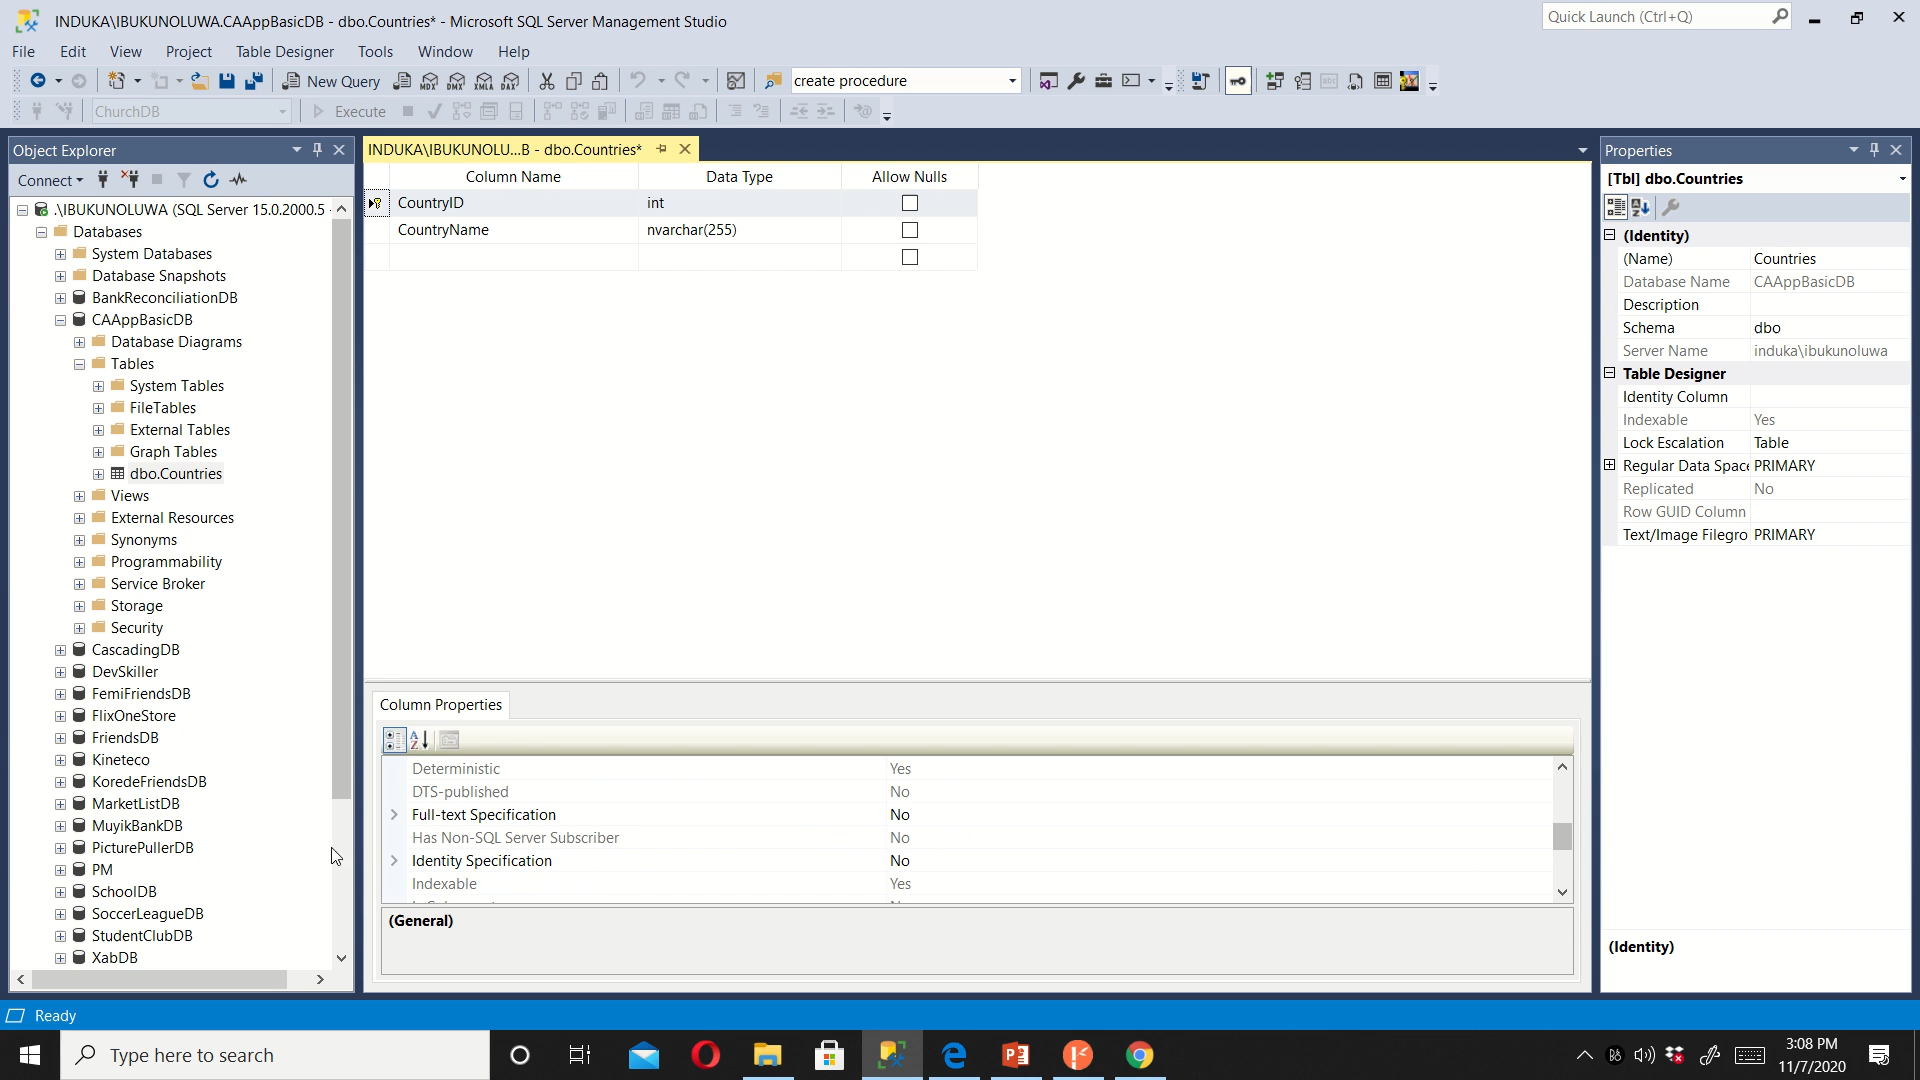 INDUKA\IBUKUNOLUWA.CAAppBasicDB - dbo.Countries* - Microsoft SQL Server Management Studio
Quick Launch (Ctrl+Q)
File Edit View Project Table Designer Tools Window Help
New Query MDX DMX XMLA DAX create procedure
ChurchDB Execute
Object Explorer
Connect
.\IBUKUNOLUWA (SQL Server 15.0.2000.5 -
Databases
System Databases
Database Snapshots
BankReconciliationDB
CAAppBasicDB
Database Diagrams
Tables
System Tables
FileTables
External Tables
Graph Tables
dbo.Countries
Views
External Resources
Synonyms
Programmability
Service Broker
Storage
Security
CascadingDB
DevSkiller
FemiFriendsDB
FlixOneStore
FriendsDB
Kineteco
KoredeFriendsDB
MarketListDB
MuyikBankDB
PicturePullerDB
PM
SchoolDB
SoccerLeagueDB
StudentClubDB
XabDB
INDUKA\IBUKUNOLU...B - dbo.Countries*
Column Name Data Type Allow Nulls
CountryID int
CountryName nvarchar(255)
Column Properties
Deterministic Yes
DTS-published No
Full-text Specification No
Has Non-SQL Server Subscriber No
Identity Specification No
Indexable Yes
(General)
Properties
[Tbl] dbo.Countries
(Identity)
(Name) Countries
Database Name CAAppBasicDB
Description
Schema dbo
Server Name induka\ibukunoluwa
Table Designer
Identity Column
Indexable Yes
Lock Escalation Table
Regular Data Space PRIMARY
Replicated No
Row GUID Column
Text/Image Filegro PRIMARY
(Identity)
Ready
Type here to search
3:08 PM
11/7/2020